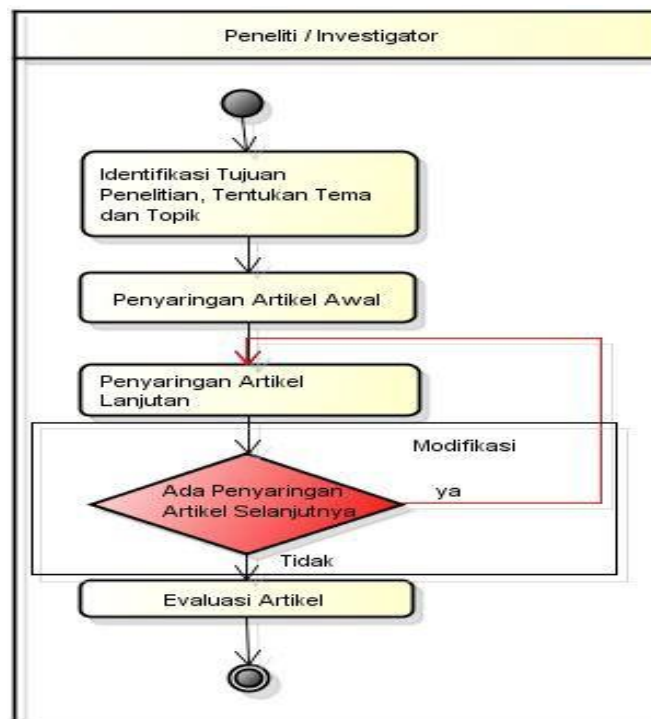 Peneliti / Investigator
Identifikasi Tujuan
Penelitian, Tentukan Tema
dan Topik
Penyaringan Artikel Awal
Penyaringan Artikel
Lanjutan
Modifikasi
Ada Penyaringan
Artikel Selanjutnya
ya
Tidak
Evaluasi Artikel